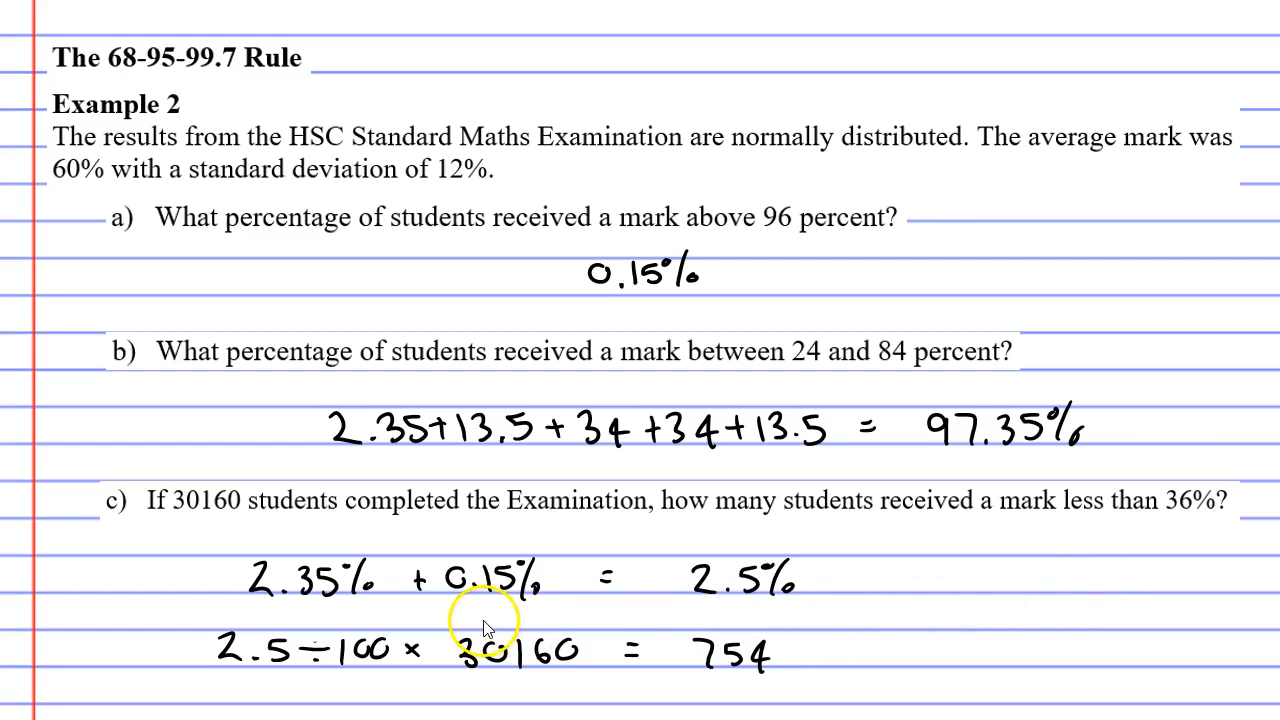 The 68-95-99.7 Rule
Example 2
The results from the HSC Standard Maths Examination are normally distributed. The average mark was
60% with a standard deviation of 12%.
a) What percentage of students received a mark above 96 percent?
0.15%
b) What percentage of students received a mark between 24 and 84 percent?
2.35+13.5+34+34+13.5 = 97.35%
c) If 30160 students completed the Examination, how many students received a mark less than 36%?
2.35% + 0.15% = 2.5%
2.5÷100 × 30160 = 754